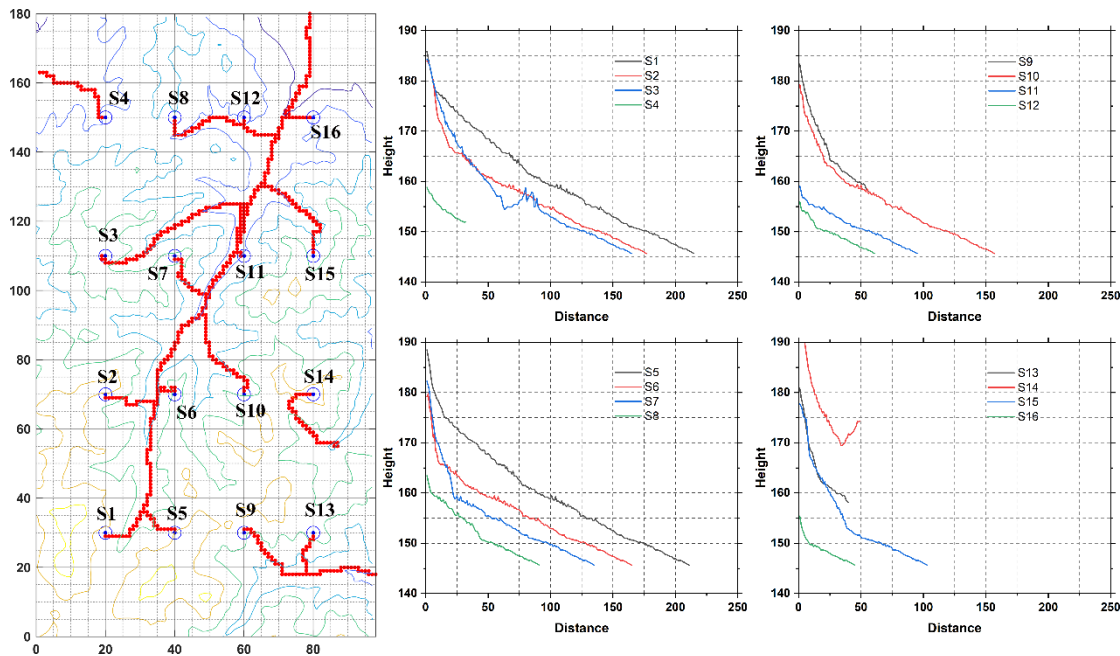 180
160
140
120
100
80
60
40
20
0
0 20 40 60 80
S4 S8 S12 S16
S3 S7 S11 S15
S2 S6 S10 S14
S1 S5 S9 S13
Height
190
180
170
160
150
140
0 50 100 150 200 250
Distance
S1
S2
S3
S4
Height
190
180
170
160
150
140
0 50 100 150 200 250
Distance
S9
S10
S11
S12
Height
190
180
170
160
150
140
0 50 100 150 200 250
Distance
S5
S6
S7
S8
Height
190
180
170
160
150
140
0 50 100 150 200 250
Distance
S13
S14
S15
S16